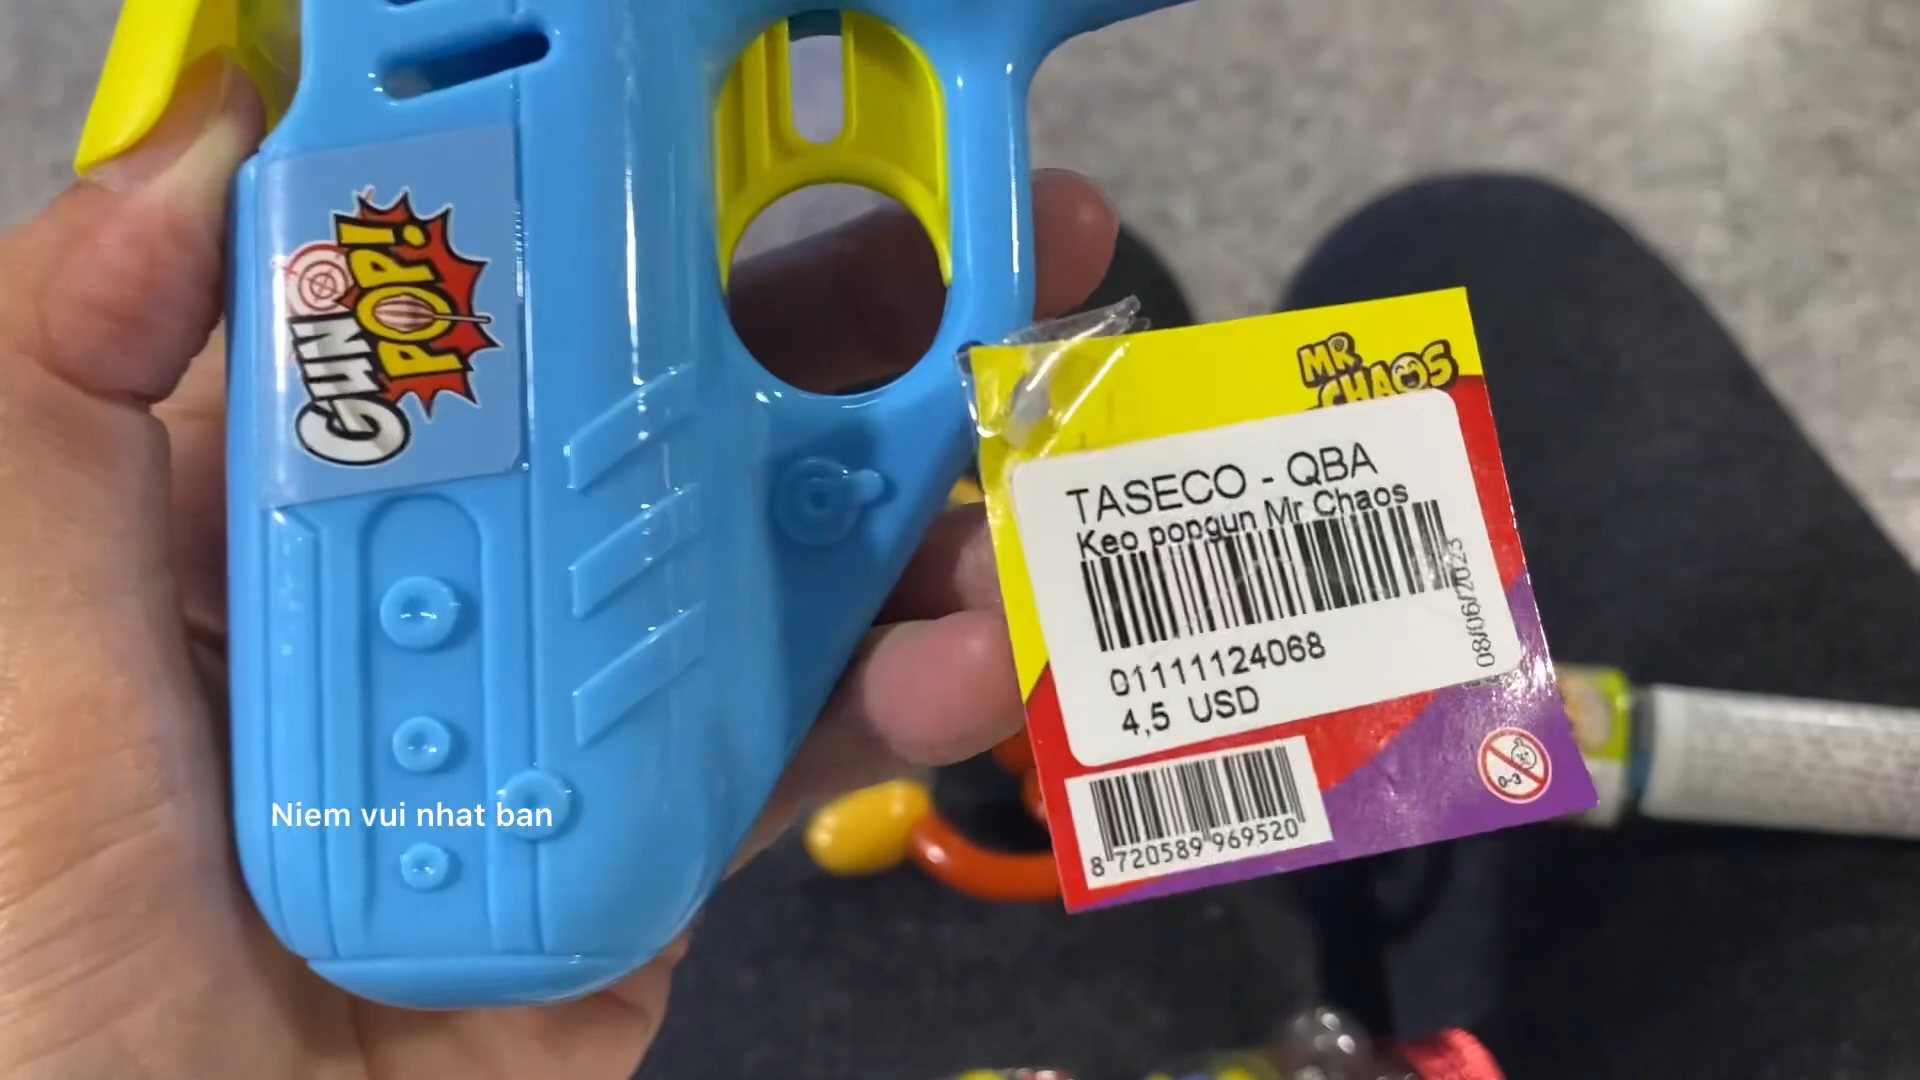 GUN
POP!
MR
CHAOS
TASECO - QBA
Keo popgun Mr Chaos
08/06/2023
01111124068
4,5 USD
0-3
8 720589 969520
Niem vui nhat ban